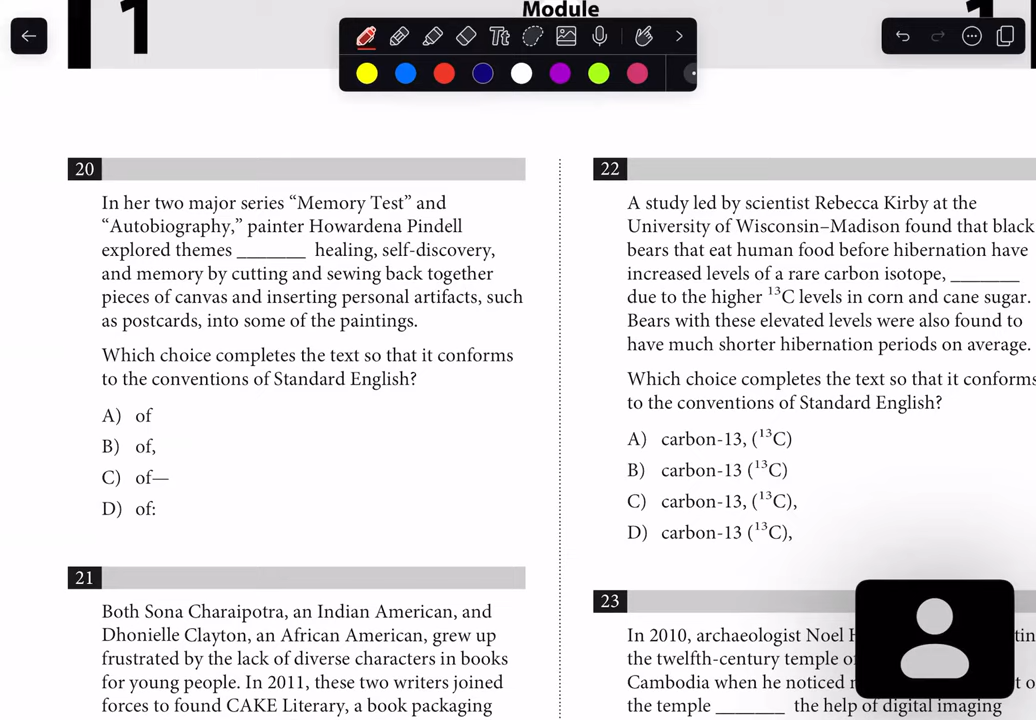 Module
1
1
Tt
20
In her two major series “Memory Test” and
“Autobiography,” painter Howardena Pindell
explored themes _______ healing, self-discovery,
and memory by cutting and sewing back together
pieces of canvas and inserting personal artifacts, such
as postcards, into some of the paintings.
Which choice completes the text so that it conforms
to the conventions of Standard English?
A) of
B) of,
C) of—
D) of:
21
Both Sona Charaipotra, an Indian American, and
Dhonielle Clayton, an African American, grew up
frustrated by the lack of diverse characters in books
for young people. In 2011, these two writers joined
forces to found CAKE Literary, a book packaging
22
A study led by scientist Rebecca Kirby at the
University of Wisconsin–Madison found that black
bears that eat human food before hibernation have
increased levels of a rare carbon isotope, _______
due to the higher ¹³C levels in corn and cane sugar.
Bears with these elevated levels were also found to
have much shorter hibernation periods on average.
Which choice completes the text so that it conforms
to the conventions of Standard English?
A) carbon-13, (¹³C)
B) carbon-13 (¹³C)
C) carbon-13, (¹³C),
D) carbon-13 (¹³C),
23
In 2010, archaeologist Noel
the twelfth-century temple
Cambodia when he noticed
the temple _______ the help of digital imaging